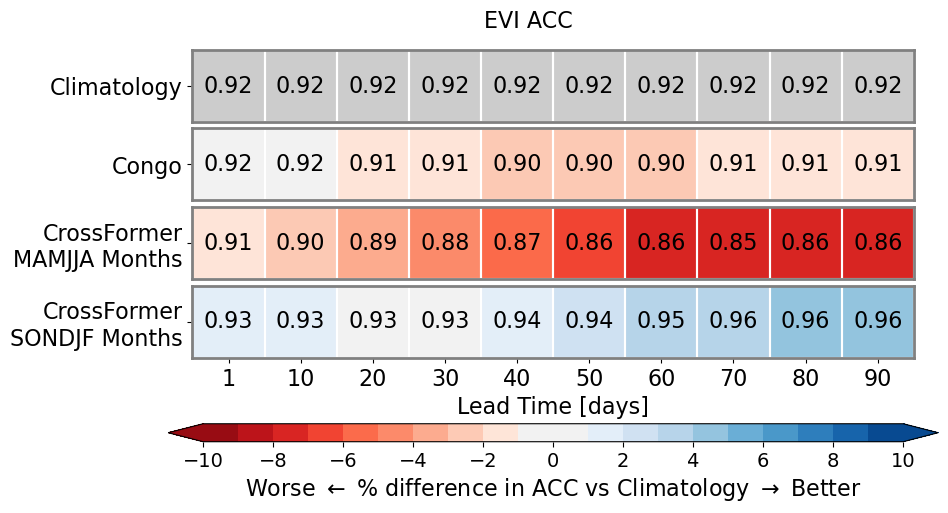 EVI ACC
Climatology 0.92 0.92 0.92 0.92 0.92 0.92 0.92 0.92 0.92 0.92
Congo 0.92 0.92 0.91 0.91 0.90 0.90 0.90 0.91 0.91 0.91
CrossFormer
MAMJJA Months 0.91 0.90 0.89 0.88 0.87 0.86 0.86 0.85 0.86 0.86
CrossFormer
SONDJF Months 0.93 0.93 0.93 0.93 0.94 0.94 0.95 0.96 0.96 0.96
1 10 20 30 40 50 60 70 80 90
Lead Time [days]
−10 −8 −6 −4 −2 0 2 4 6 8 10
Worse ← % difference in ACC vs Climatology → Better